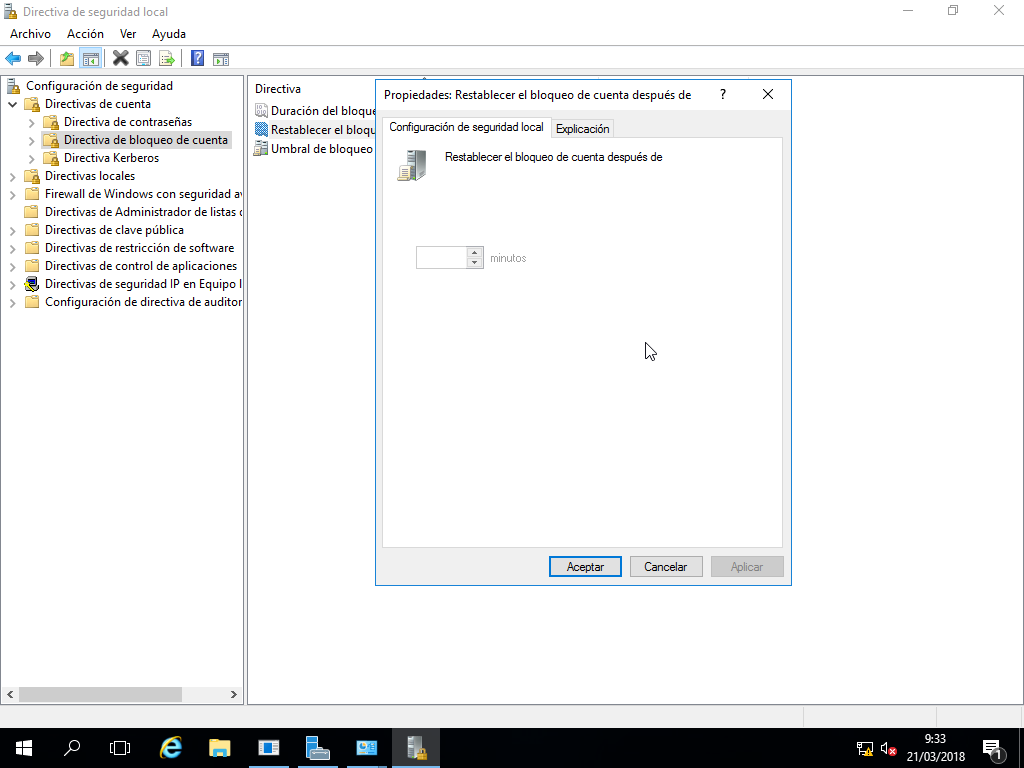 Directiva de seguridad local
Archivo Acción Ver Ayuda
Configuración de seguridad
Directivas de cuenta
Directiva de contraseñas
Directiva de bloqueo de cuenta
Directiva Kerberos
Directivas locales
Firewall de Windows con seguridad av
Directivas de Administrador de listas
Directivas de clave pública
Directivas de restricción de software
Directivas de control de aplicaciones
Directivas de seguridad IP en Equipo l
Configuración de directiva de auditor
Directiva
Duración del bloque
Restablecer el bloqu
Umbral de bloqueo
Propiedades: Restablecer el bloqueo de cuenta después de
?
Configuración de seguridad local Explicación
Restablecer el bloqueo de cuenta después de
minutos
Aceptar Cancelar Aplicar
9:33
21/03/2018
1